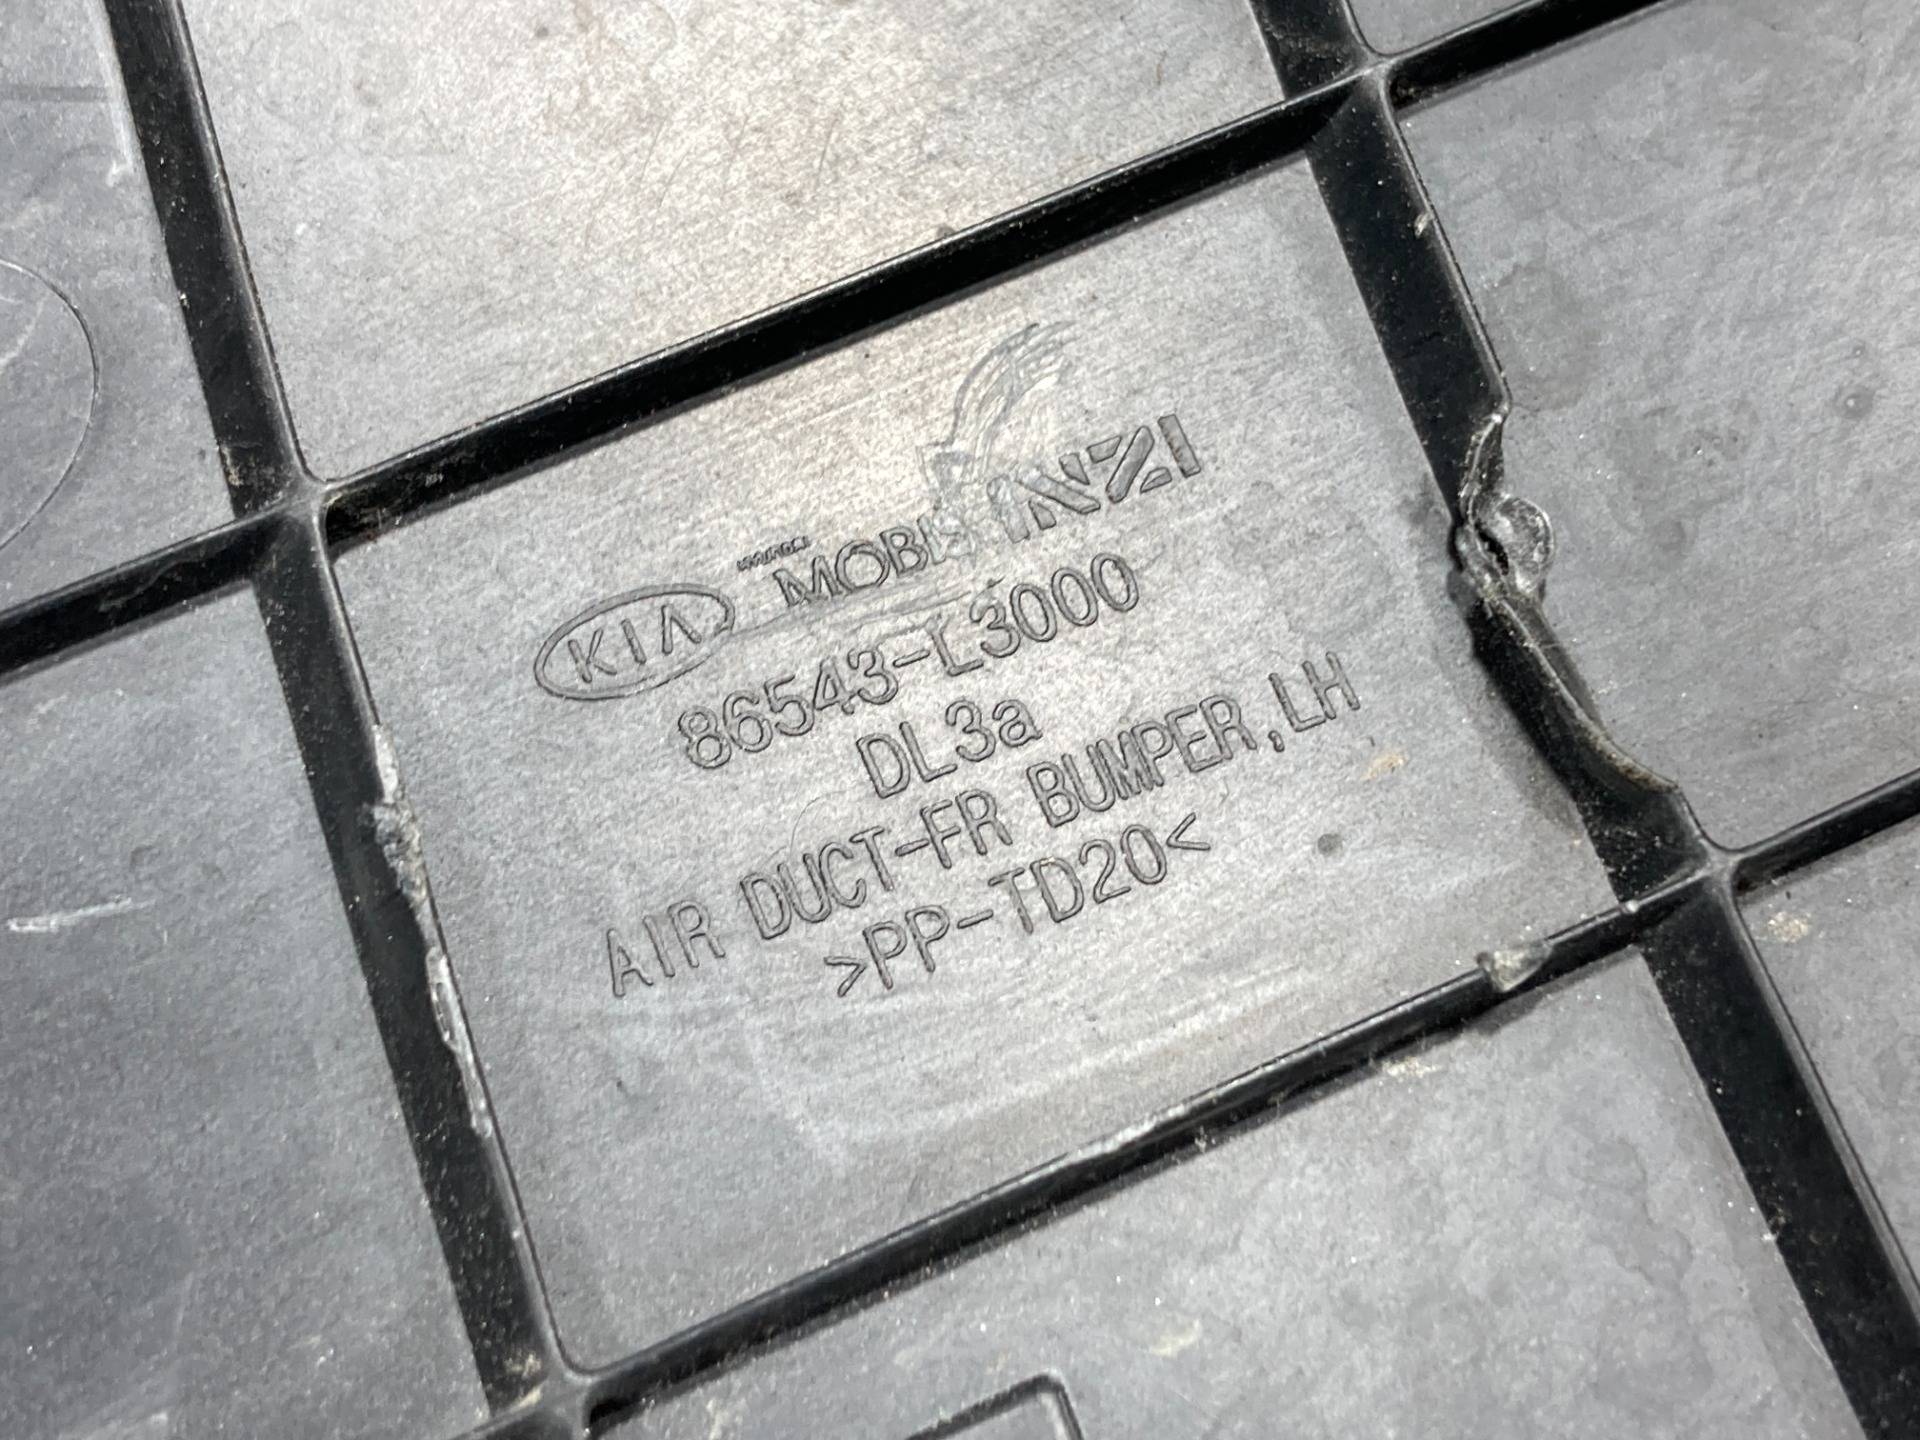 KIA MOBIS INZI
86543-L3000
DL3a
AIR DUCT-FR BUMPER,LH
>PP-TD20<